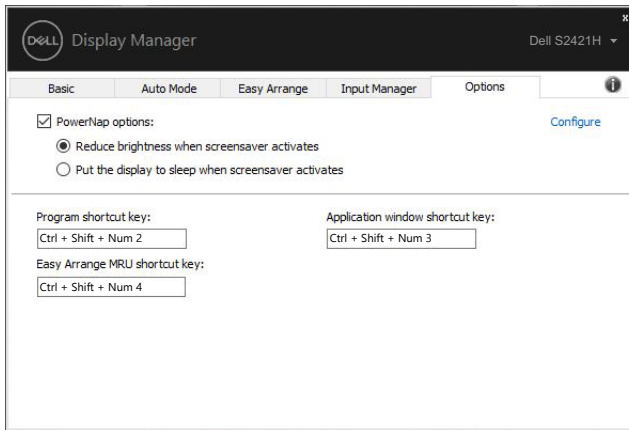 x
DELL Display Manager Dell S2421H
Basic Auto Mode Easy Arrange Input Manager Options
PowerNap options: Configure
Reduce brightness when screensaver activates
Put the display to sleep when screensaver activates
Program shortcut key: Application window shortcut key:
Ctrl + Shift + Num 2 Ctrl + Shift + Num 3
Easy Arrange MRU shortcut key:
Ctrl + Shift + Num 4